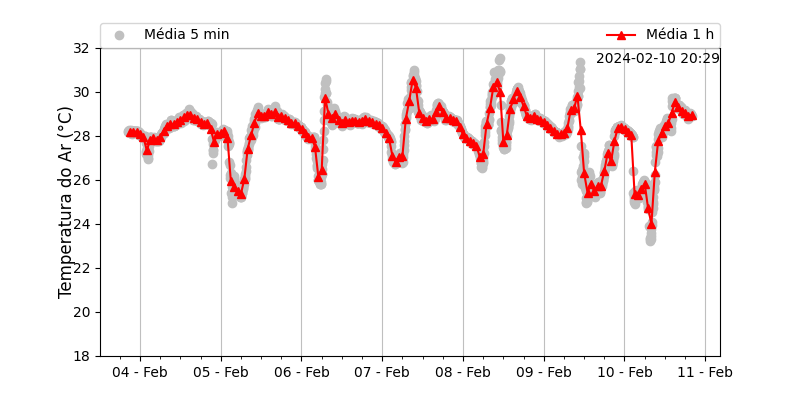 Média 5 min
Média 1 h
2024-02-10 20:29
Temperatura do Ar (°C)
32
30
28
26
24
22
20
18
04 - Feb
05 - Feb
06 - Feb
07 - Feb
08 - Feb
09 - Feb
10 - Feb
11 - Feb